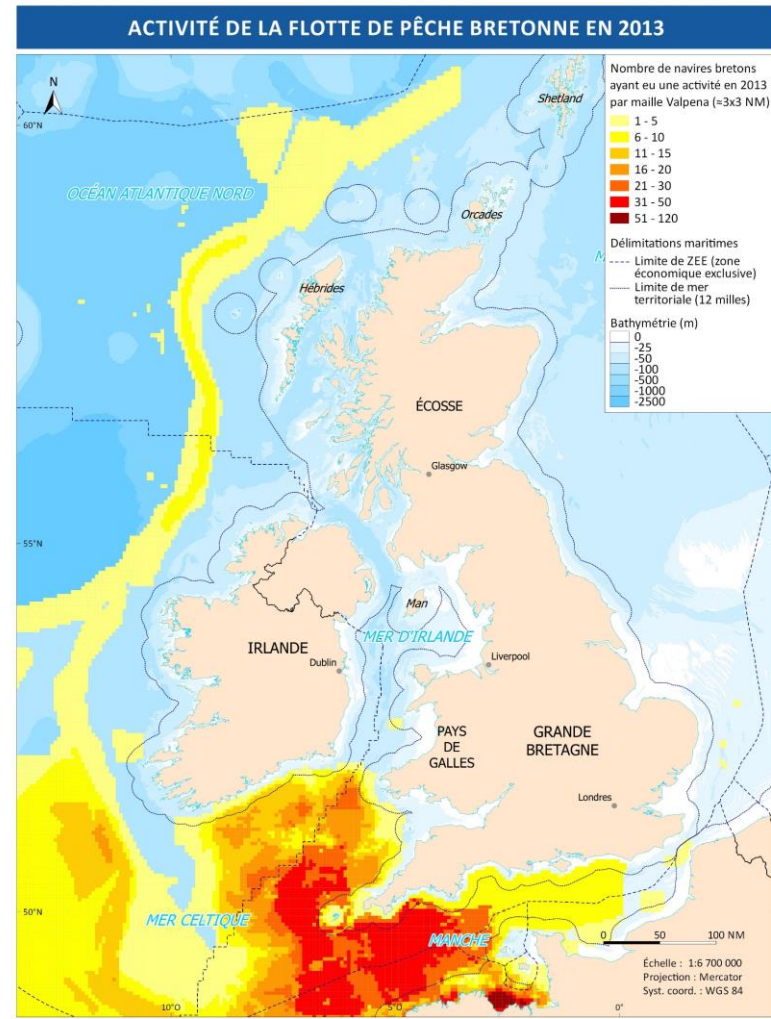 ACTIVITÉ DE LA FLOTTE DE PÊCHE BRETONNE EN 2013
N
60°N
OCÉAN ATLANTIQUE NORD
Shetland
Orcades
Hébrides
M
Nombre de navires bretons
ayant eu une activité en 2013
par maille Valpena (≈3x3 NM)
1 - 5
6 - 10
11 - 15
16 - 20
21 - 30
31 - 50
51 - 120
Délimitations maritimes
Limite de ZEE (zone
économique exclusive)
Limite de mer
territoriale (12 milles)
Bathymétrie (m)
0
-25
-50
-100
-500
-1000
-2500
ÉCOSSE
Glasgow
55°N
Man
MER D'IRLANDE
IRLANDE
Dublin
Liverpool
PAYS
DE
GALLES
GRANDE
BRETAGNE
Londres
50°N
MER CELTIQUE
MANCHE
0 50 100 NM
Échelle : 1:6 700 000
Projection : Mercator
Syst. coord. : WGS 84
10°O
5°O
0°